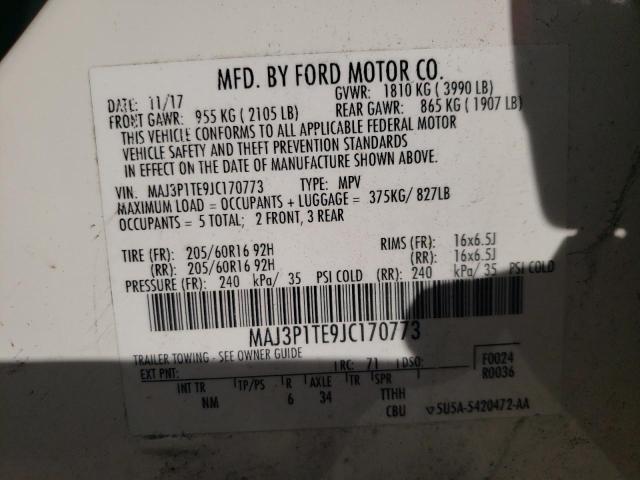 MFD. BY FORD MOTOR CO.
DATE: 11/17 GVWR: 1810 KG ( 3990 LB)
FRONT GAWR: 955 KG ( 2105 LB) REAR GAWR: 865 KG ( 1907 LB)
THIS VEHICLE CONFORMS TO ALL APPLICABLE FEDERAL MOTOR
VEHICLE SAFETY AND THEFT PREVENTION STANDARDS
IN EFFECT ON THE DATE OF MANUFACTURE SHOWN ABOVE.
VIN: MAJ3P1TE9JC170773 TYPE: MPV
MAXIMUM LOAD = OCCUPANTS + LUGGAGE = 375KG/ 827LB
OCCUPANTS = 5 TOTAL; 2 FRONT, 3 REAR
TIRE (FR): 205/60R16 92H RIMS (FR): 16x6.5J
(RR): 205/60R16 92H (RR): 16x6.5J
PRESSURE (FR): 240 kPa/ 35 PSI COLD (RR): 240 kPa/ 35 PSI COLD
MAJ3P1TE9JC170773
TRAILER TOWING - SEE OWNER GUIDE
EXT PNT: RC: 71 DSO: F0024
R0036
INT TR TP/PS R AXLE TR SPR
NM 6 34 TTHH
CBU 5U5A-5420472-AA